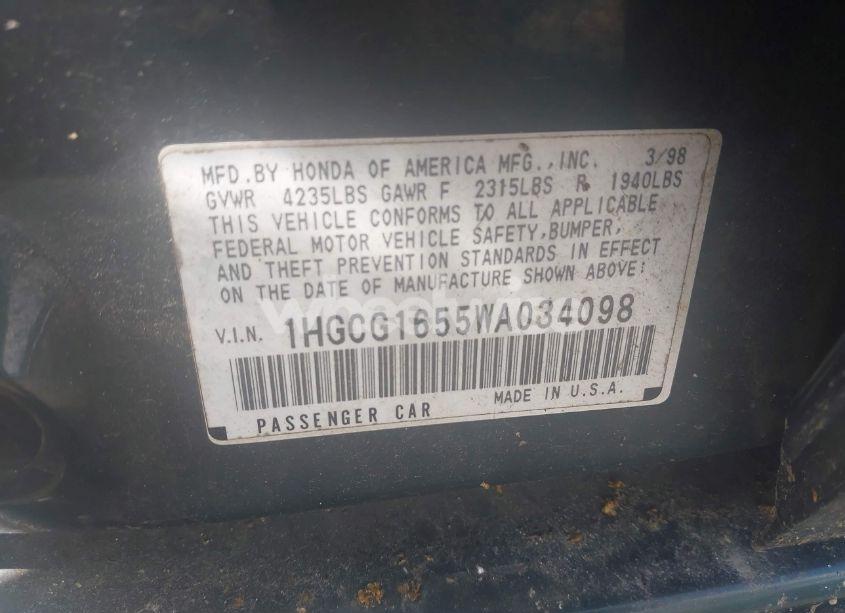 MFD.BY HONDA OF AMERICA MFG.,INC. 3/98
GVWR 4235LBS GAWR F 2315LBS R 1940LBS
THIS VEHICLE CONFORMS TO ALL APPLICABLE
FEDERAL MOTOR VEHICLE SAFETY,BUMPER,
AND THEFT PREVENTION STANDARDS IN EFFECT
ON THE DATE OF MANUFACTURE SHOWN ABOVE:
V.I.N. 1HGCG1655WA034098
PASSENGER CAR MADE IN U.S.A.